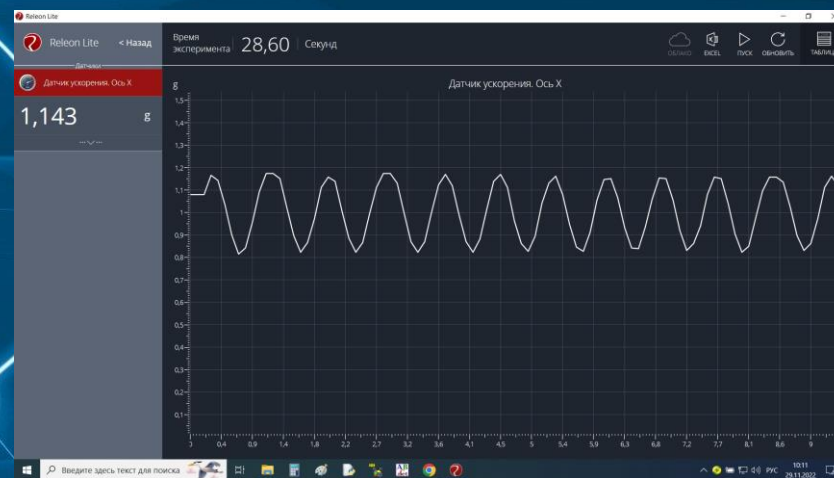 Releon Lite
Releon Lite
< Назад
Время
эксперимента
28,60
Секунд
ОБЛАКО
EXCEL
ПУСК
ОБНОВИТЬ
Датчики
Датчик ускорения. Ось X
1,143
g
g
Датчик ускорения. Ось X
1,5
1,4
1,3
1,2
1,1
1
0,9
0,8
0,7
0,6
0,5
0,4
0,3
0,2
0,1
0,4 0,9 1,4 1,8 2,2 2,7 3,2 3,6 4,1 4,5 5 5,4 5,9 6,3 6,8 7,2 7,7 8,1 8,6 9
Введите здесь текст для поиска
РУС
10:11
29.11.2022